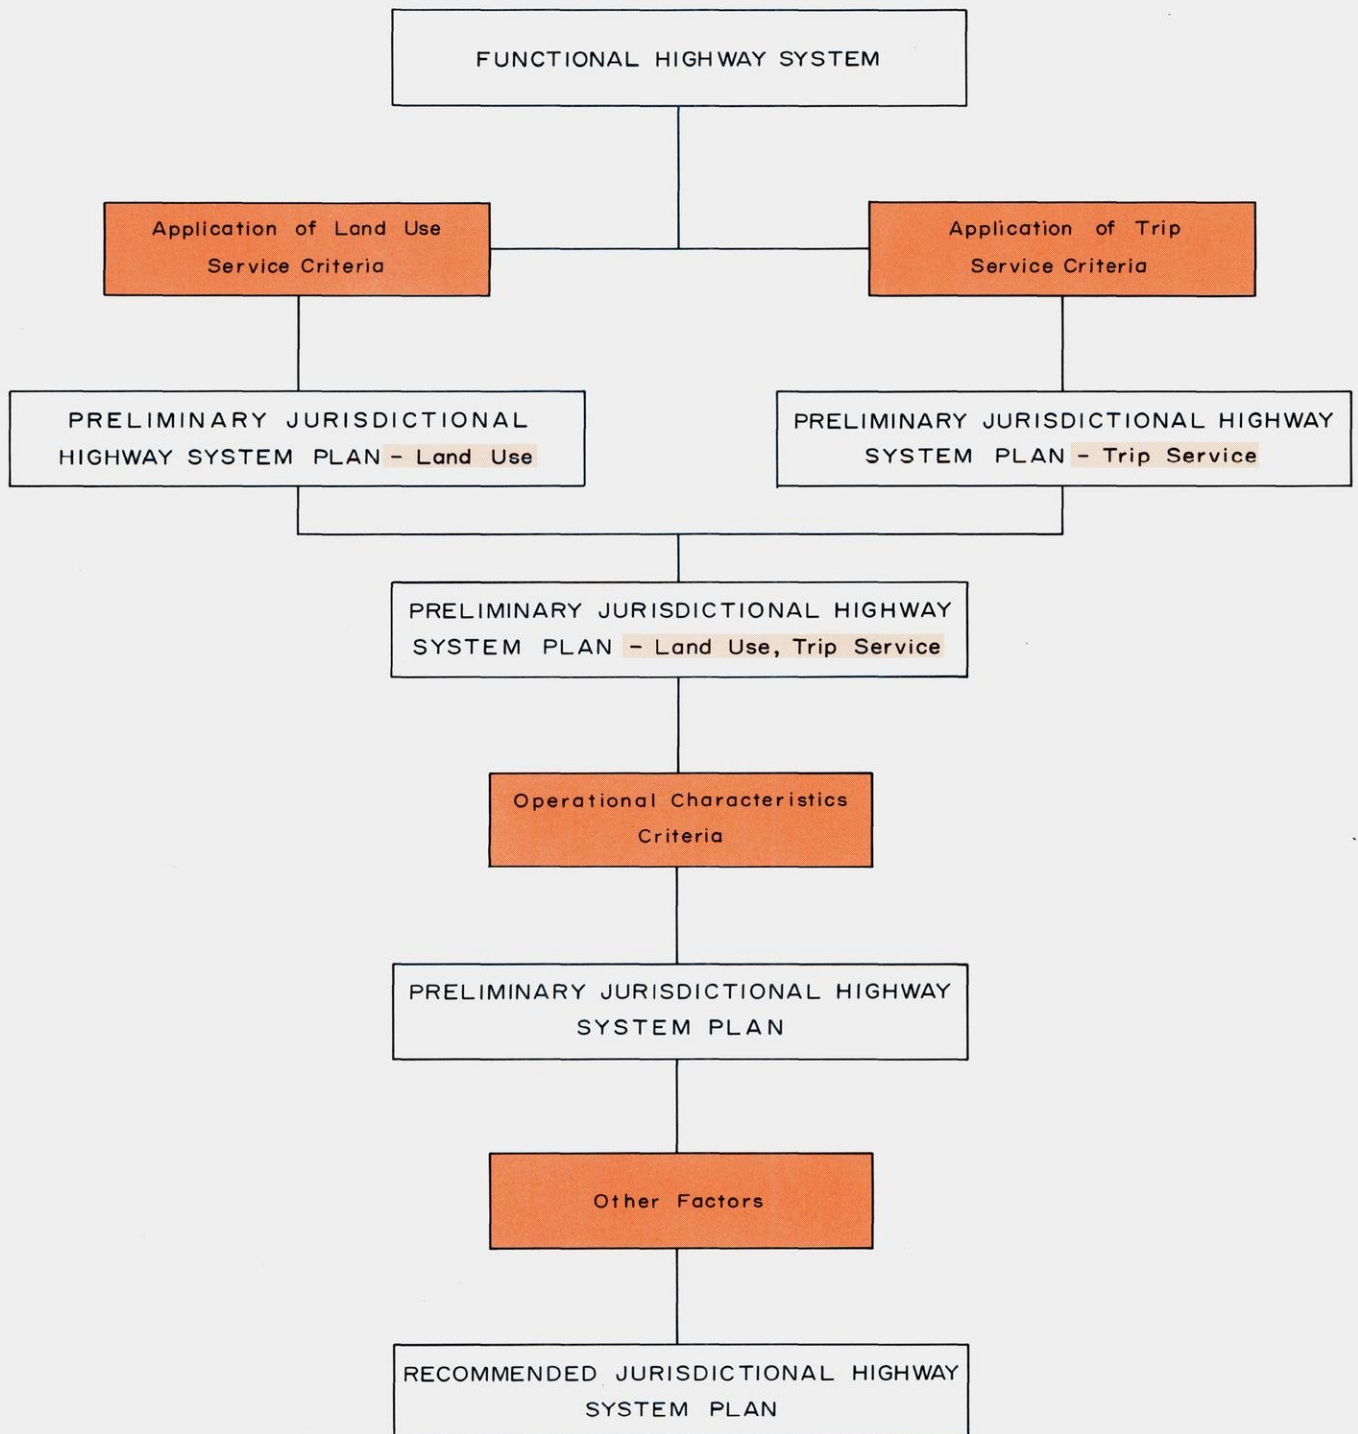 FUNCTIONAL HIGHWAY SYSTEM
Application of Land Use
Service Criteria
Application of Trip
Service Criteria
PRELIMINARY JURISDICTIONAL
HIGHWAY SYSTEM PLAN - Land Use
PRELIMINARY JURISDICTIONAL HIGHWAY
SYSTEM PLAN - Trip Service
PRELIMINARY JURISDICTIONAL HIGHWAY
SYSTEM PLAN - Land Use, Trip Service
Operational Characteristics
Criteria
PRELIMINARY JURISDICTIONAL HIGHWAY
SYSTEM PLAN
Other Factors
RECOMMENDED JURISDICTIONAL HIGHWAY
SYSTEM PLAN